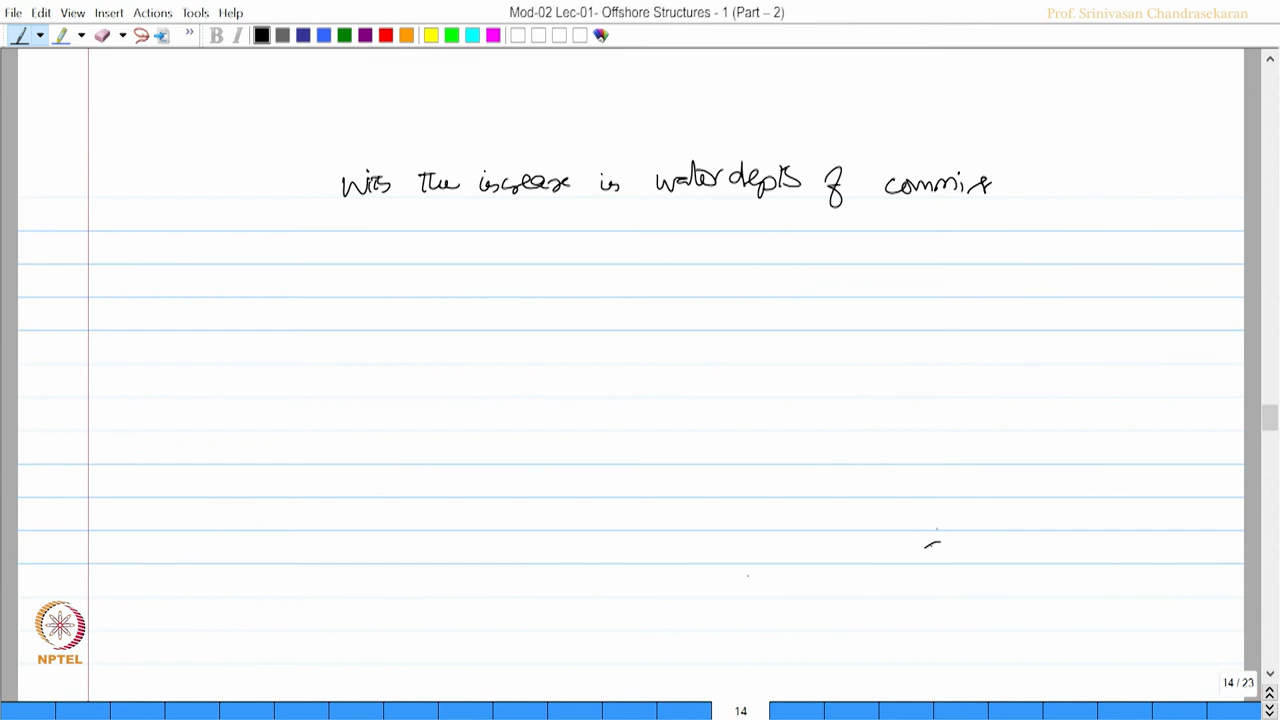 File Edit View Insert Actions Tools Help
Mod-02 Lec-01- Offshore Structures - 1 (Part – 2)
Prof. Srinivasan Chandrasekaran
B I
With the increase in water depth of commis
NPTEL
14 / 23
14